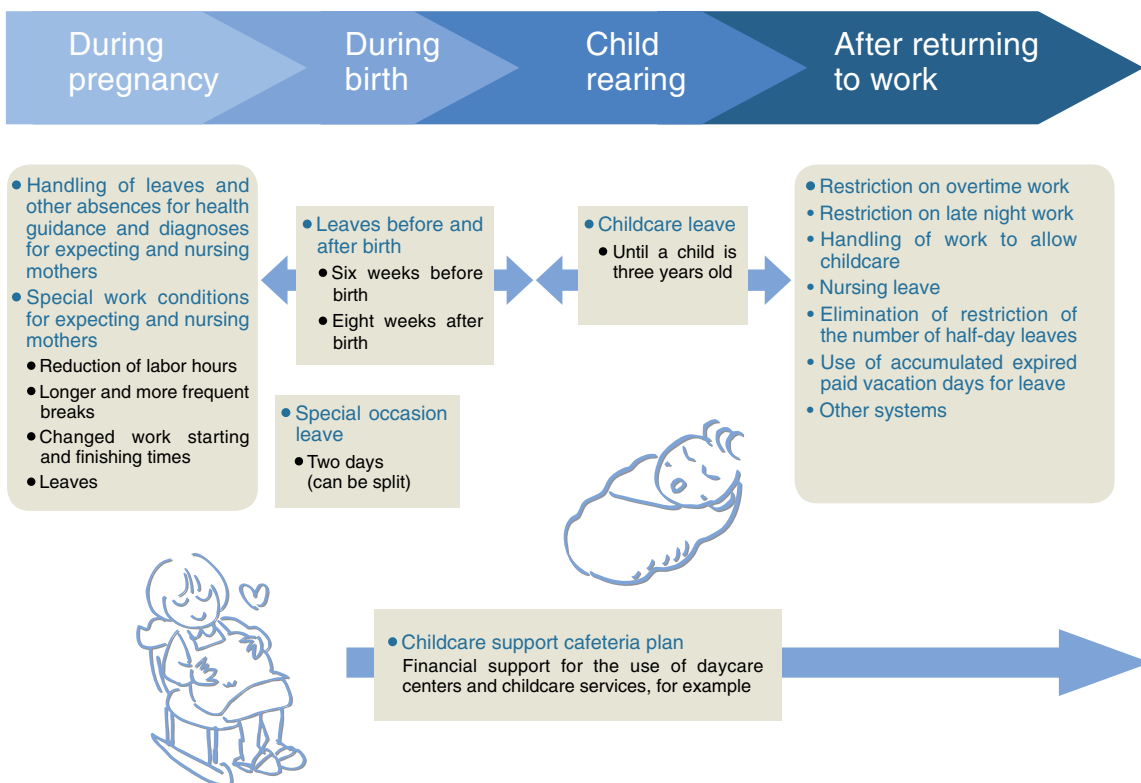 During
pregnancy
During
birth
Child
rearing
After returning
to work
• Handling of leaves and
other absences for health
guidance and diagnoses
for expecting and nursing
mothers
• Special work conditions
for expecting and nursing
mothers
• Reduction of labor hours
• Longer and more frequent
breaks
• Changed work starting
and finishing times
• Leaves
• Leaves before and
after birth
• Six weeks before
birth
• Eight weeks after
birth
• Special occasion
leave
• Two days
(can be split)
• Childcare leave
• Until a child is
three years old
• Restriction on overtime work
• Restriction on late night work
• Handling of work to allow
childcare
• Nursing leave
• Elimination of restriction of
the number of half-day leaves
• Use of accumulated expired
paid vacation days for leave
• Other systems
• Childcare support cafeteria plan
Financial support for the use of daycare
centers and childcare services, for example